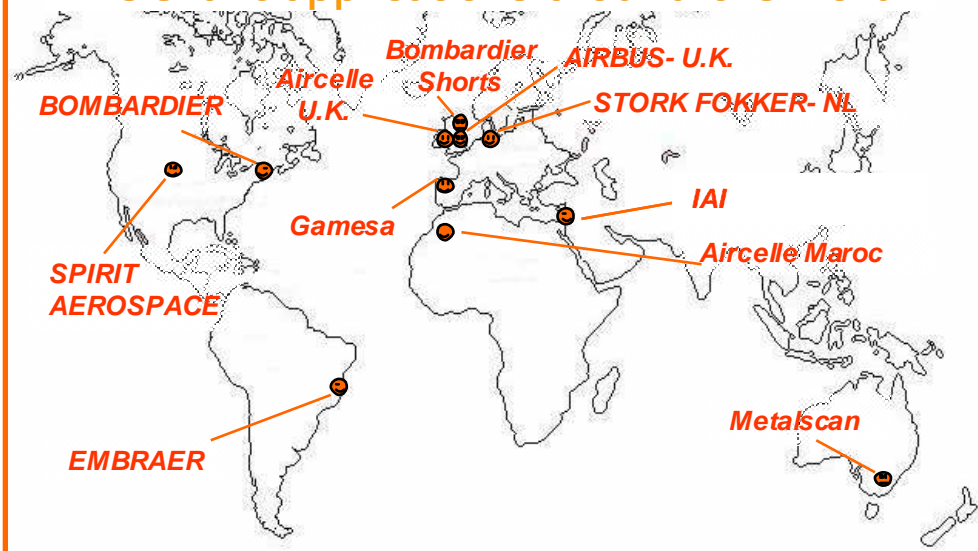 Bombardier
Shorts
AIRBUS- U.K.
Aircelle
U.K.
STORK FOKKER- NL
BOMBARDIER
IAI
Gamesa
Aircelle Maroc
SPIRIT
AEROSPACE
Metalscan
EMBRAER